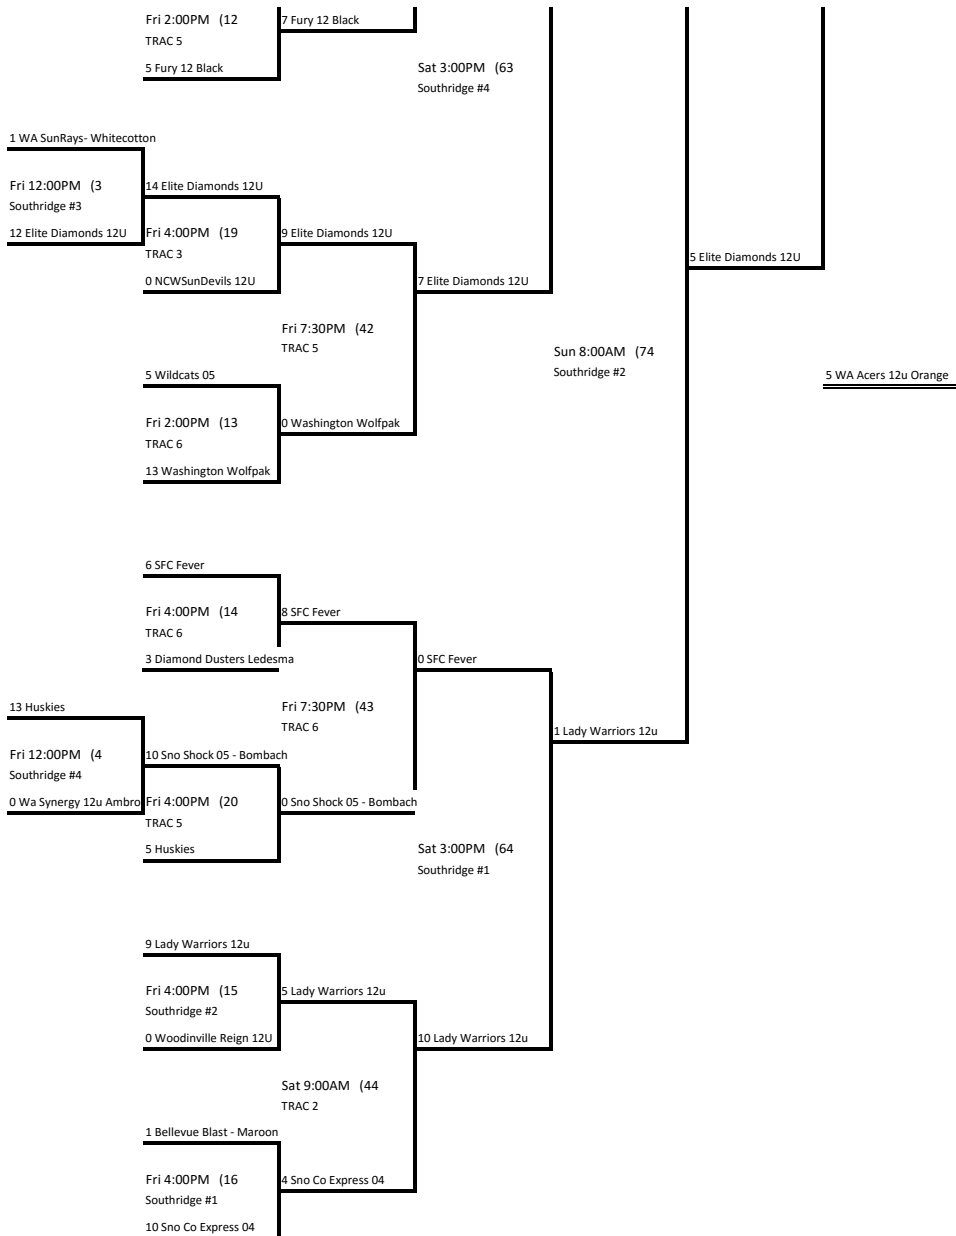 Fri 2:00PM (12
TRAC 5
7 Fury 12 Black
5 Fury 12 Black
Sat 3:00PM (63
Southridge #4
1 WA SunRays- Whitecotton
Fri 12:00PM (3
Southridge #3
14 Elite Diamonds 12U
12 Elite Diamonds 12U
Fri 4:00PM (19
TRAC 3
9 Elite Diamonds 12U
5 Elite Diamonds 12U
0 NCWSunDevils 12U
7 Elite Diamonds 12U
Fri 7:30PM (42
TRAC 5
Sun 8:00AM (74
Southridge #2
5 Wildcats 05
5 WA Acers 12u Orange
Fri 2:00PM (13
TRAC 6
0 Washington Wolfpak
13 Washington Wolfpak
6 SFC Fever
Fri 4:00PM (14
TRAC 6
8 SFC Fever
3 Diamond Dusters Ledesma
0 SFC Fever
13 Huskies
Fri 7:30PM (43
TRAC 6
1 Lady Warriors 12u
Fri 12:00PM (4
Southridge #4
10 Sno Shock 05 - Bombach
0 Wa Synergy 12u Ambro
Fri 4:00PM (20
TRAC 5
0 Sno Shock 05 - Bombach
5 Huskies
Sat 3:00PM (64
Southridge #1
9 Lady Warriors 12u
Fri 4:00PM (15
Southridge #2
5 Lady Warriors 12u
0 Woodinville Reign 12U
10 Lady Warriors 12u
Sat 9:00AM (44
TRAC 2
1 Bellevue Blast - Maroon
Fri 4:00PM (16
Southridge #1
4 Sno Co Express 04
10 Sno Co Express 04